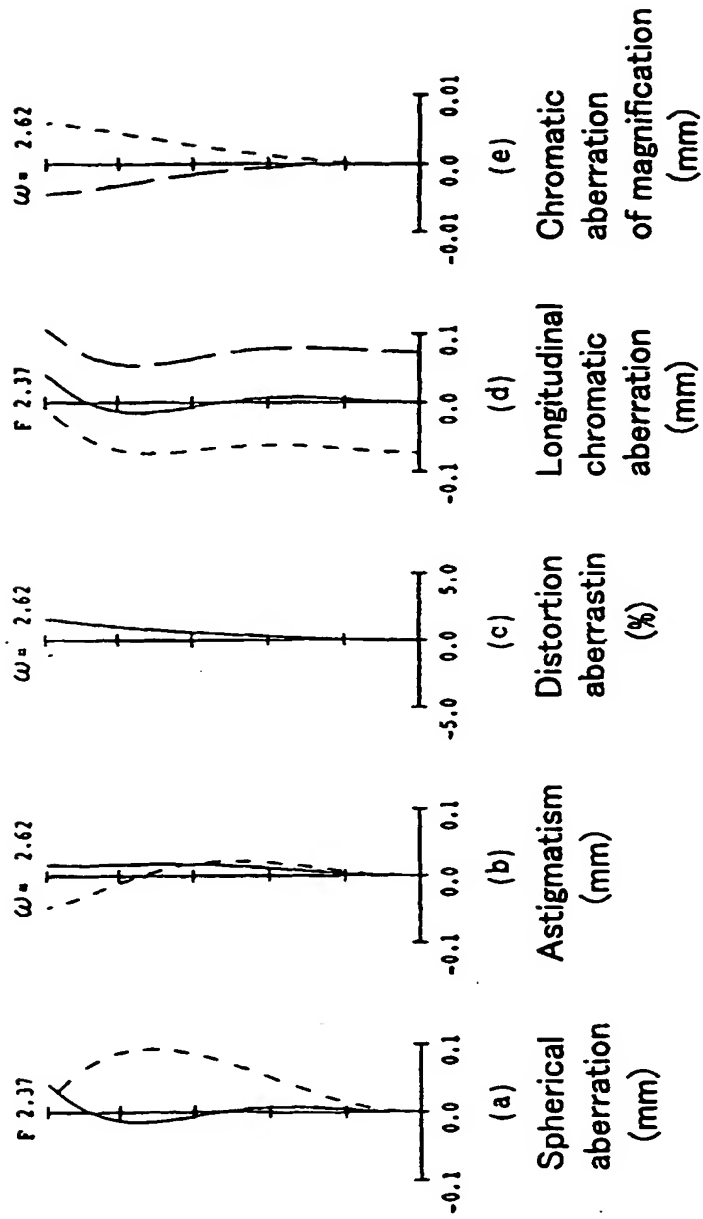 F 2.37
-0.1 0.0 0.1
(a)
Spherical
aberration
(mm)
ω= 2.62
-0.1 0.0 0.1
(b)
Astigmatism
(mm)
ω= 2.62
-5.0 0.0 5.0
(c)
Distortion
aberrastin
(%)
F 2.37
-0.1 0.0 0.1
(d)
Longitudinal
chromatic
aberration
(mm)
ω= 2.62
-0.01 0.0 0.01
(e)
Chromatic
aberration
of magnification
(mm)